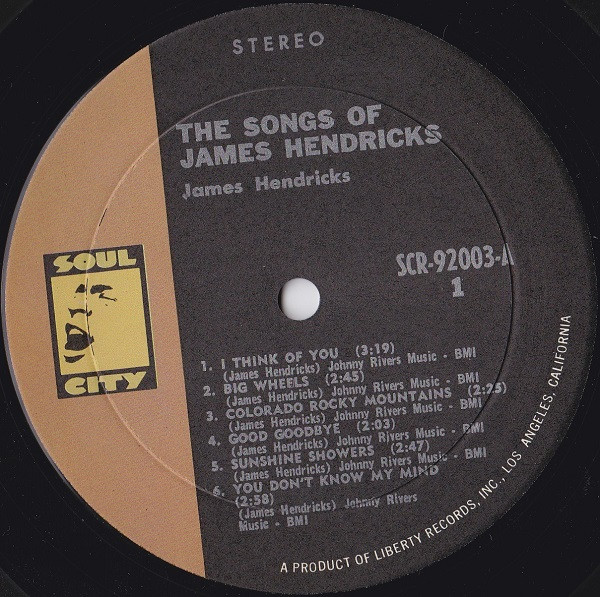 STEREO
THE SONGS OF
JAMES HENDRICKS
James Hendricks
SOUL
CITY
SCR-92003-A
1
1. I THINK OF YOU (3:19)
(James Hendricks) Johnny Rivers Music - BMI
2. BIG WHEELS (2:45)
(James Hendricks) Johnny Rivers Music - BMI
3. COLORADO ROCKY MOUNTAINS (2:25)
(James Hendricks) Johnny Rivers Music - BMI
4. GOOD GOODBYE (2:03)
(James Hendricks) Johnny Rivers Music - BMI
5. SUNSHINE SHOWERS (2:47)
(James Hendricks) Johnny Rivers Music - BMI
6. YOU DON'T KNOW MY MIND
(2:58)
(James Hendricks) Johnny Rivers
Music - BMI
A PRODUCT OF LIBERTY RECORDS, INC., LOS ANGELES, CALIFORNIA